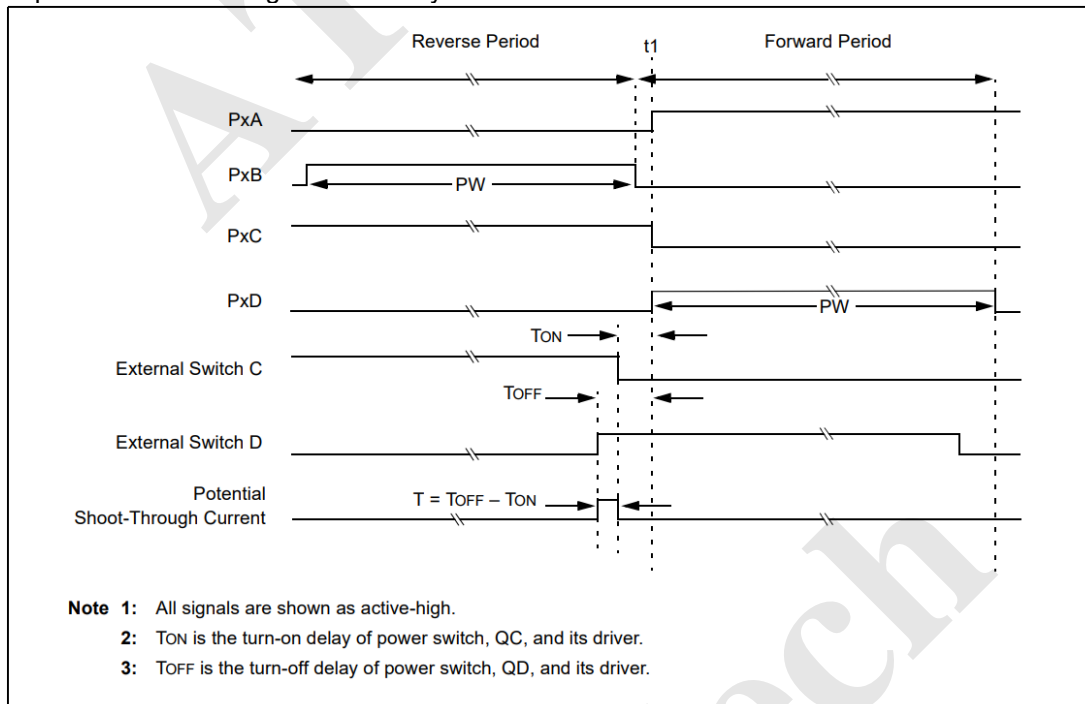 Reverse Period t1 Forward Period
PxA
PxB
PW
PxC
PxD
PW
TON
External Switch C
TOFF
External Switch D
Potential
Shoot-Through Current
T = TOFF – TON
Note 1: All signals are shown as active-high.
2: TON is the turn-on delay of power switch, QC, and its driver.
3: TOFF is the turn-off delay of power switch, QD, and its driver.